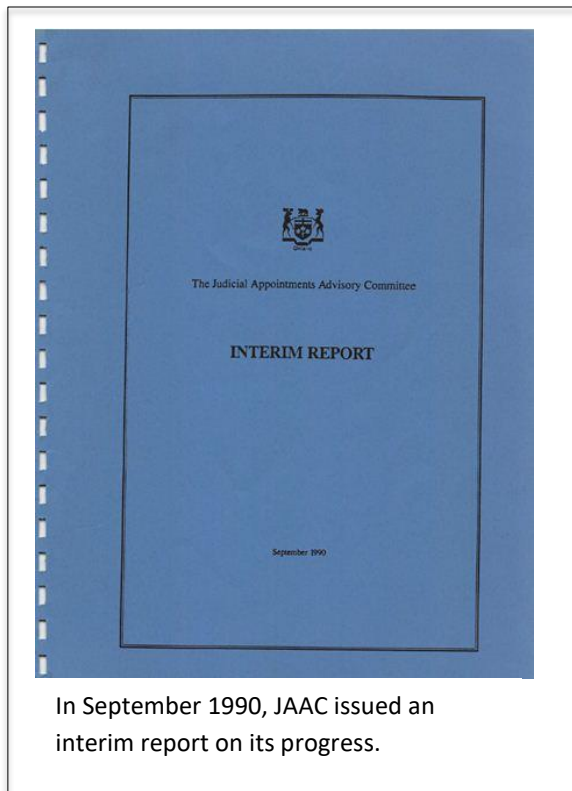 Ontario
The Judicial Appointments Advisory Committee
INTERIM REPORT
September 1990
In September 1990, JAAC issued an
interim report on its progress.